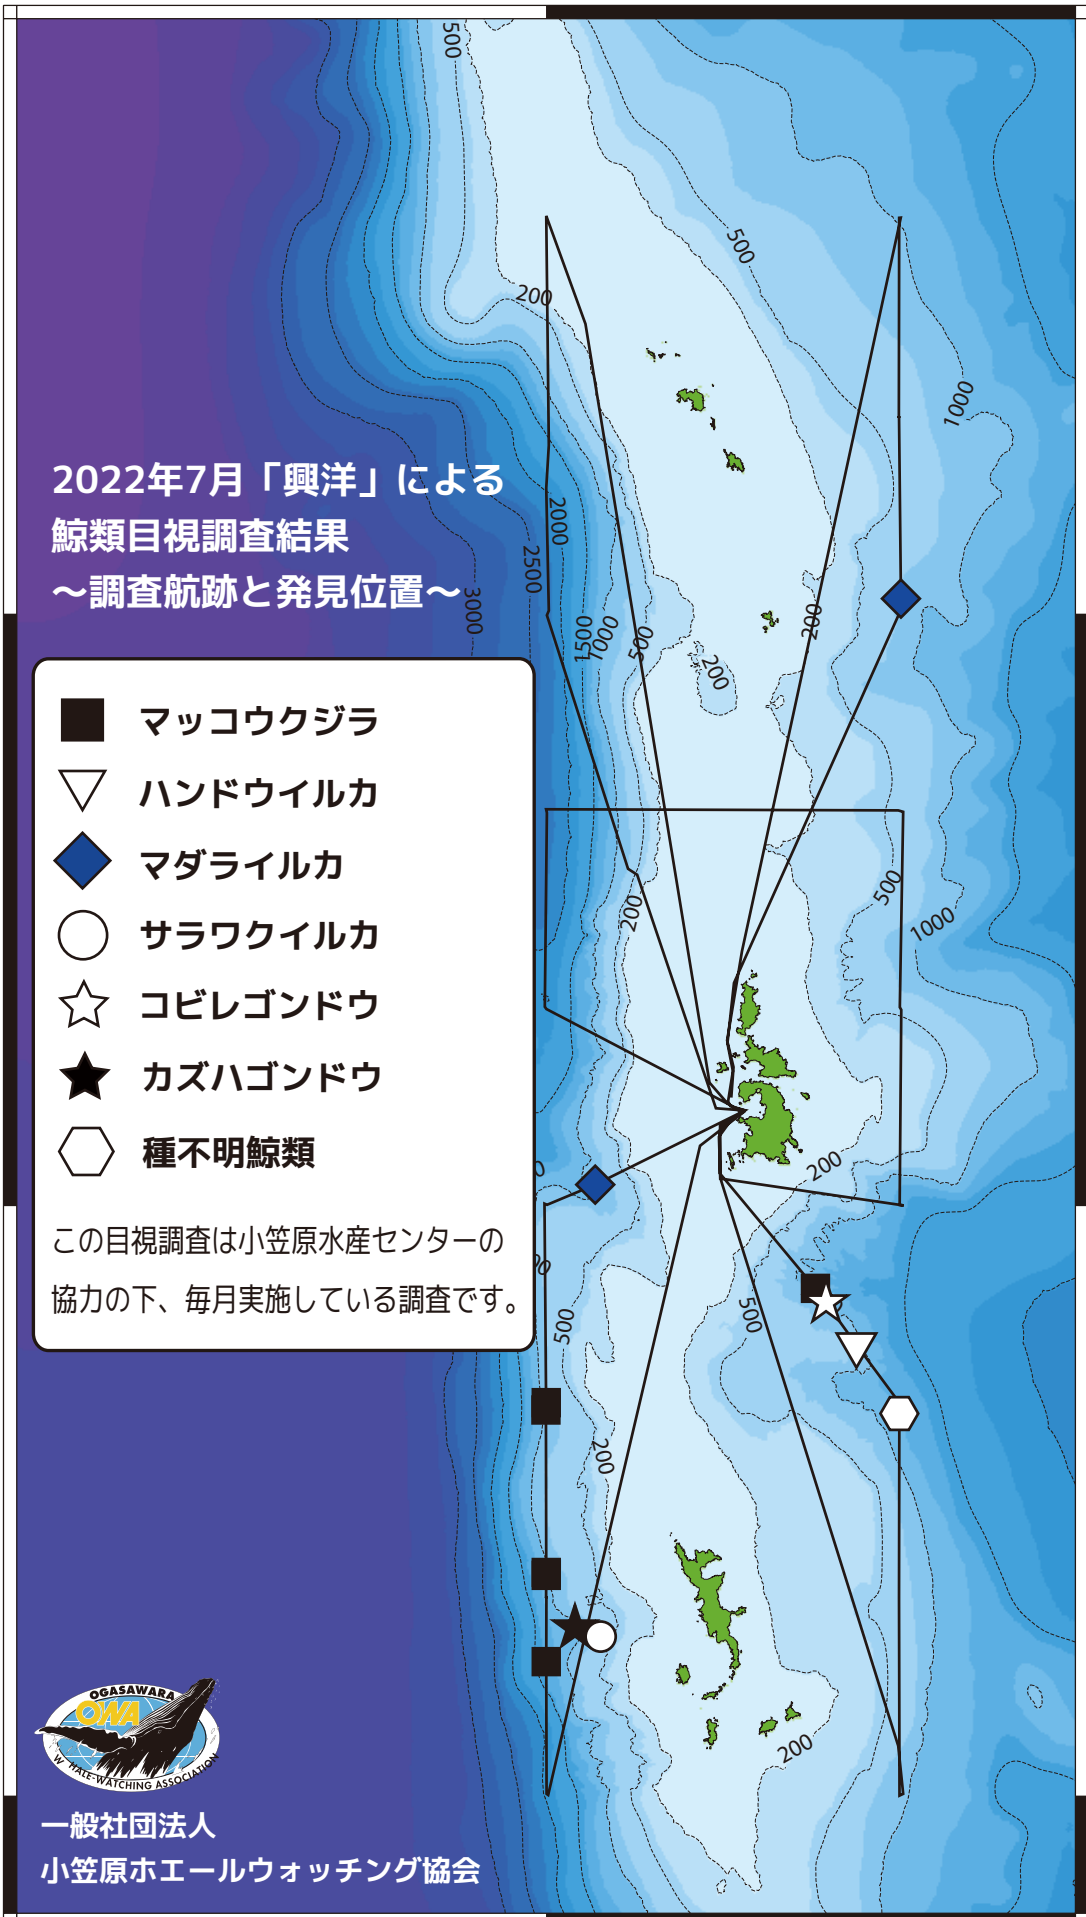 500
500
200
1000
2022年7月「興洋」による
鯨類目視調査結果
～調査航跡と発見位置～
2000
2500
3000
1500
1000
500
200
200
マッコウクジラ
ハンドウイルカ
マダライルカ
サラワクイルカ
コビレゴンドウ
カズハゴンドウ
種不明鯨類
この目視調査は小笠原水産センターの
協力の下、毎月実施している調査です。
200
500
1000
200
500
500
200
200
OGASAWARA
OWA
WHALE-WATCHING ASSOCIATION
一般社団法人
小笠原ホエールウォッチング協会